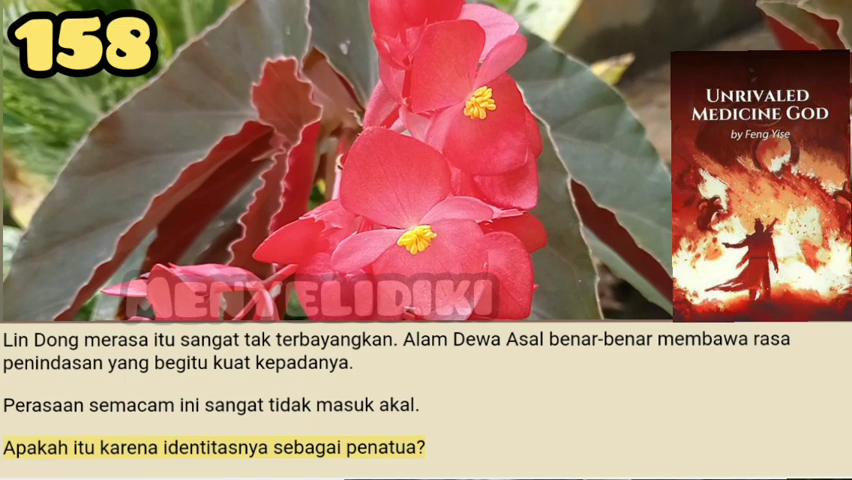 158
UNRIVALED
MEDICINE GOD
by Feng Yise
MENYELIDIKI
Lin Dong merasa itu sangat tak terbayangkan. Alam Dewa Asal benar-benar membawa rasa
penindasan yang begitu kuat kepadanya.
Perasaan semacam ini sangat tidak masuk akal.
Apakah itu karena identitasnya sebagai penatua?